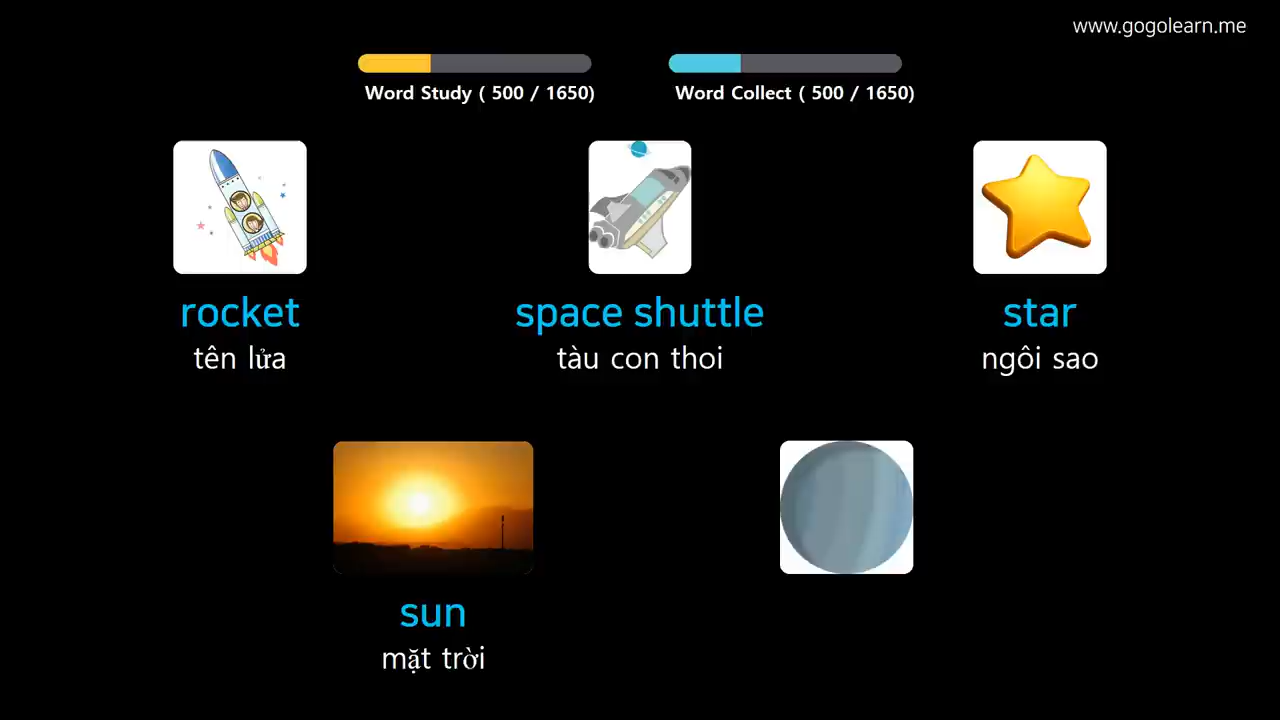 www.gogolearn.me
Word Study ( 500 / 1650)
Word Collect ( 500 / 1650)
rocket
tên lửa
space shuttle
tàu con thoi
star
ngôi sao
sun
mặt trời